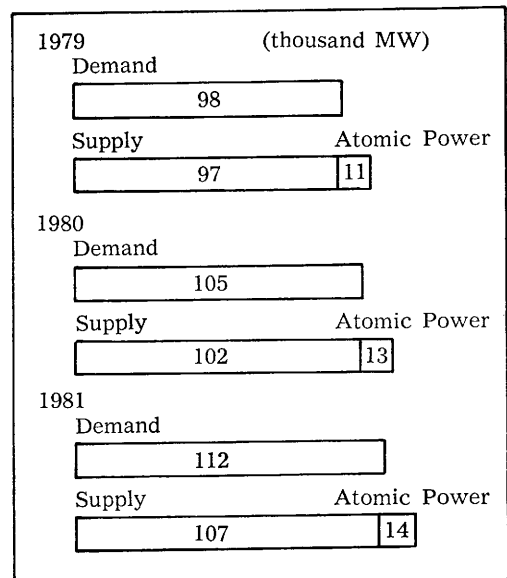 1979 (thousand MW)
Demand
98
Supply Atomic Power
97 11
1980
Demand
105
Supply Atomic Power
102 13
1981
Demand
112
Supply Atomic Power
107 14